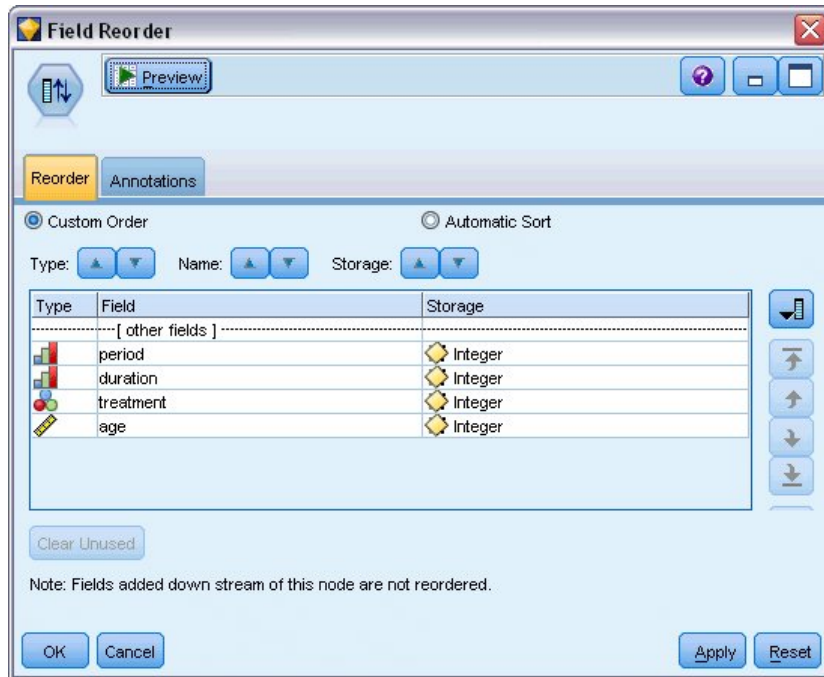 Field Reorder
Preview
Reorder Annotations
Custom Order Automatic Sort
Type: Name: Storage:
Type Field Storage
[ other fields ]
period Integer
duration Integer
treatment Integer
age Integer
Clear Unused
Note: Fields added down stream of this node are not reordered.
OK Cancel Apply Reset